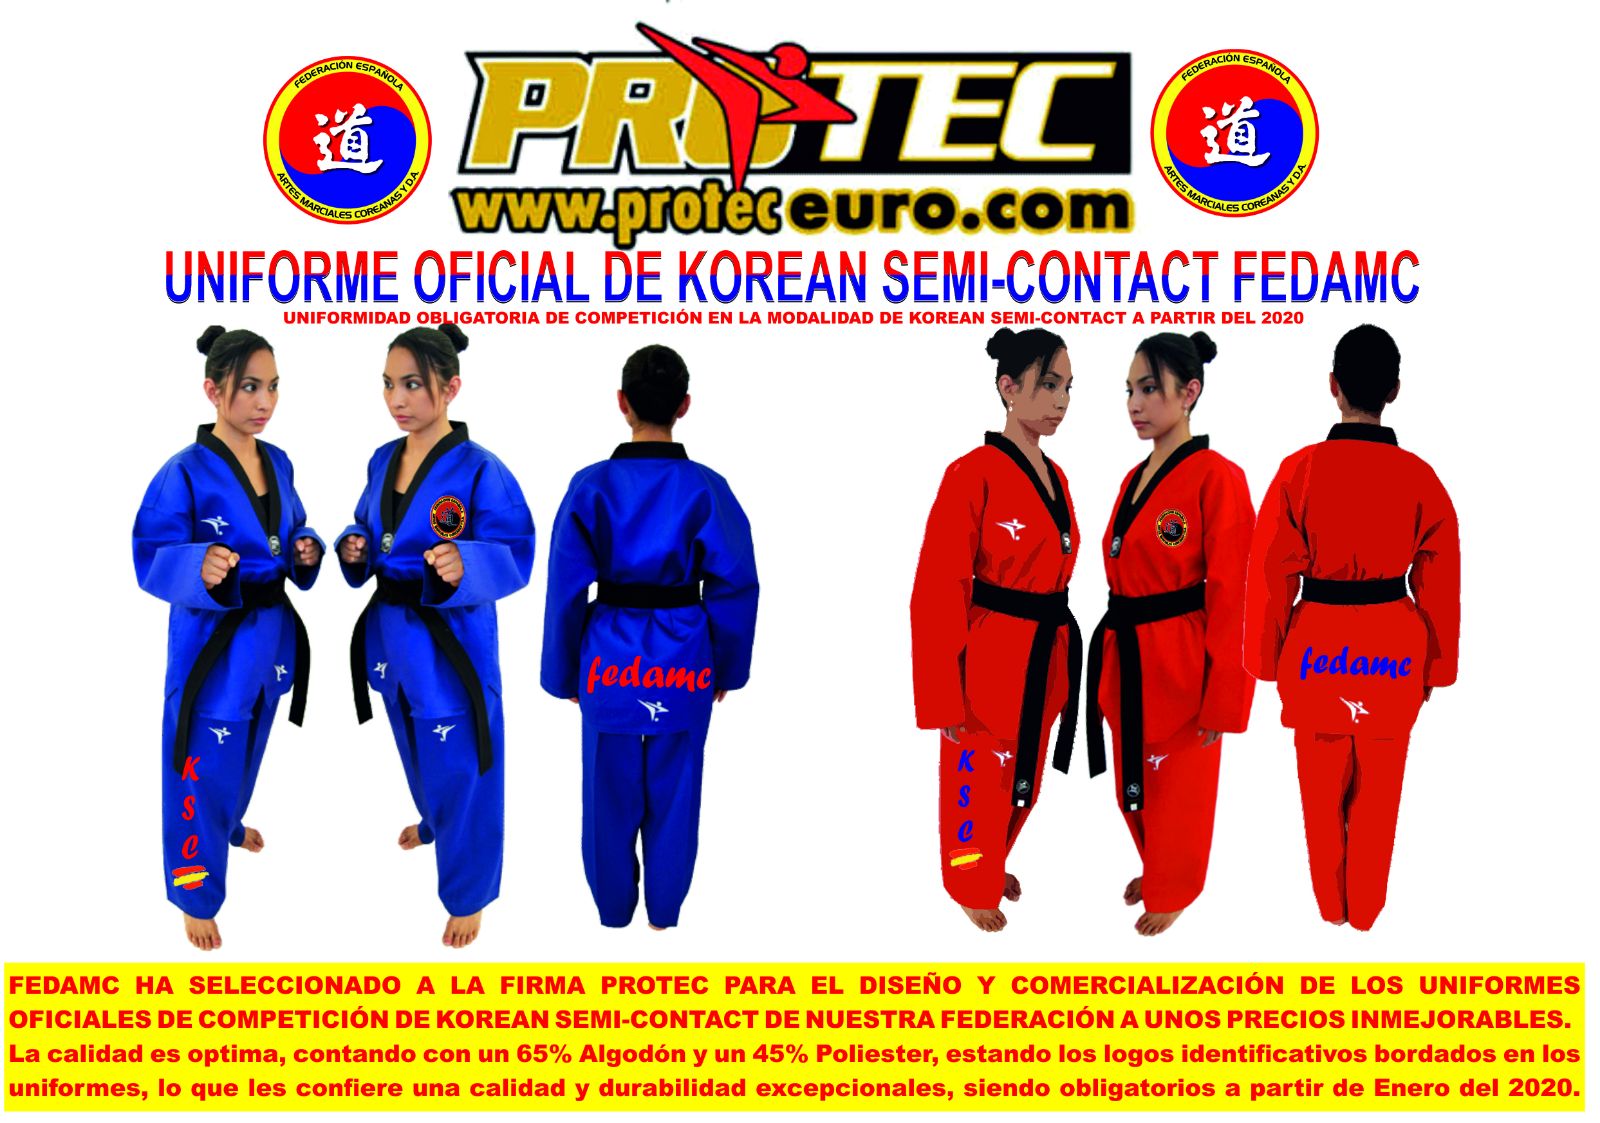 FEDERACIÓN ESPAÑOLA
道
ARTES MARCIALES COREANAS Y D.A.
PROTEC
www.proteceuro.com
FEDERACIÓN ESPAÑOLA
道
ARTES MARCIALES COREANAS Y D.A.
UNIFORME OFICIAL DE KOREAN SEMI-CONTACT FEDAMC
UNIFORMIDAD OBLIGATORIA DE COMPETICIÓN EN LA MODALIDAD DE KOREAN SEMI-CONTACT A PARTIR DEL 2020
道
道
fedamc
fedamc
K
S
C
K
S
C
FEDAMC HA SELECCIONADO A LA FIRMA PROTEC PARA EL DISEÑO Y COMERCIALIZACIÓN DE LOS UNIFORMES
OFICIALES DE COMPETICIÓN DE KOREAN SEMI-CONTACT DE NUESTRA FEDERACIÓN A UNOS PRECIOS INMEJORABLES.
La calidad es optima, contando con un 65% Algodón y un 45% Poliester, estando los logos identificativos bordados en los
uniformes, lo que les confiere una calidad y durabilidad excepcionales, siendo obligatorios a partir de Enero del 2020.